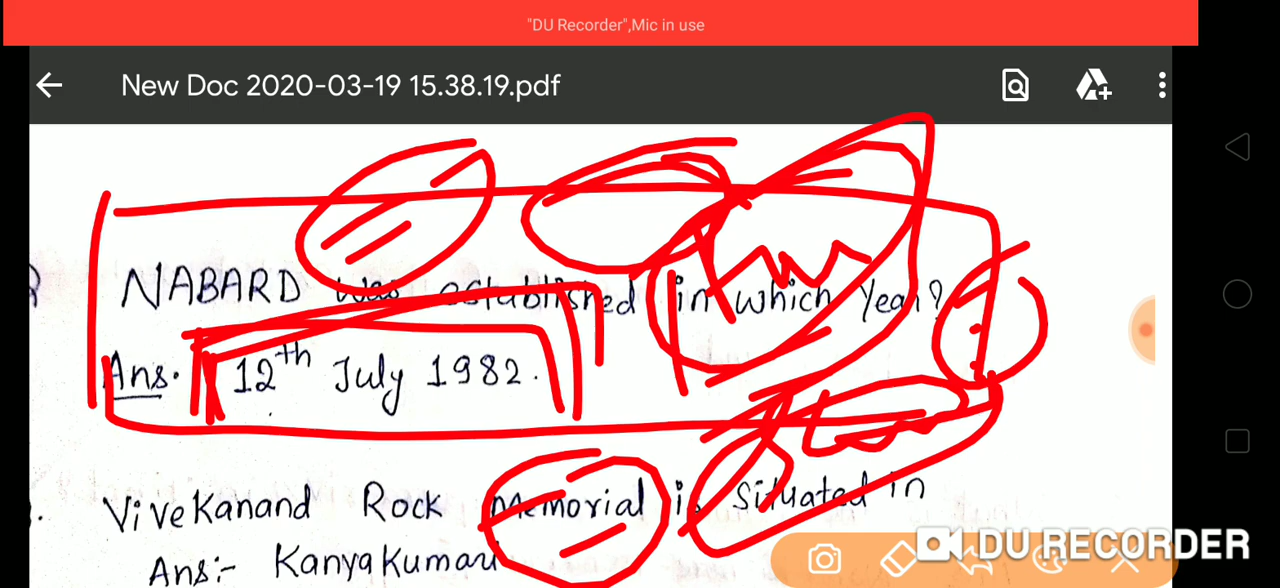 "DU Recorder",Mic in use
New Doc 2020-03-19 15.38.19.pdf
NABARD was established in which Year?
Ans. 12th July 1982.
Vivekanand Rock Memorial is Situated in
Ans:- Kanyakumari
DU RECORDER